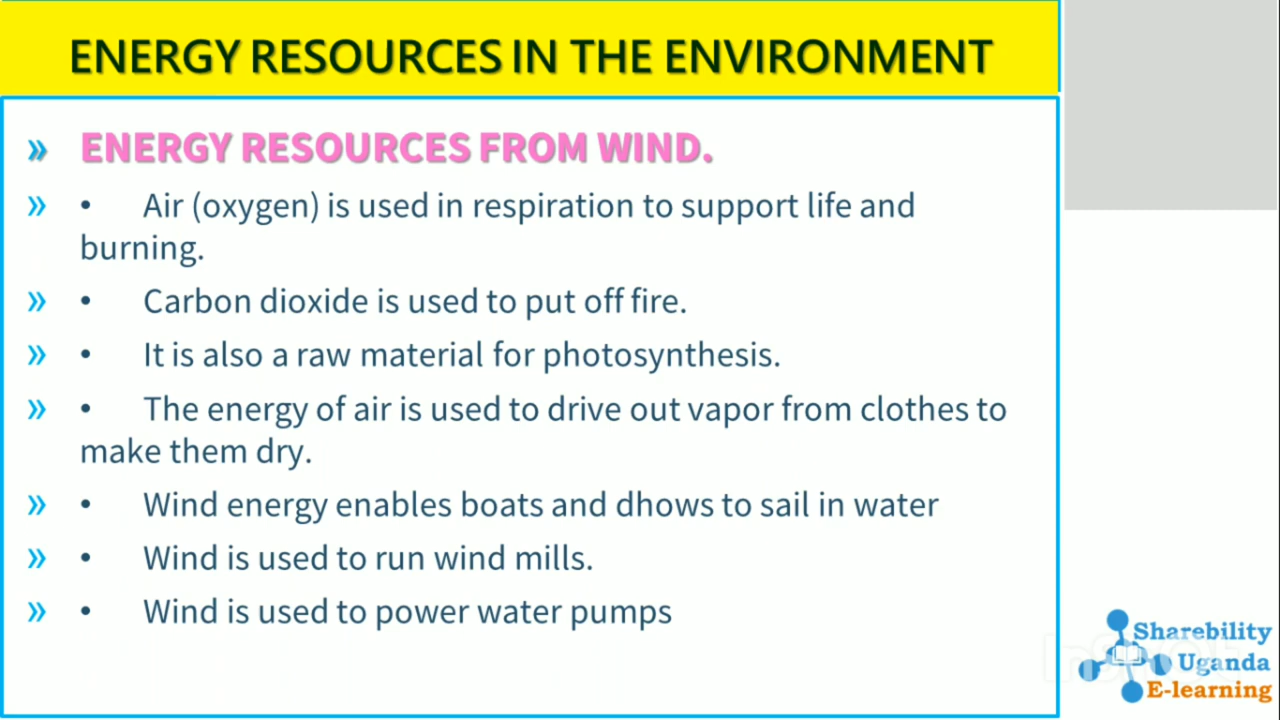 ENERGY RESOURCES IN THE ENVIRONMENT
» ENERGY RESOURCES FROM WIND.
» • Air (oxygen) is used in respiration to support life and
burning.
» • Carbon dioxide is used to put off fire.
» • It is also a raw material for photosynthesis.
» • The energy of air is used to drive out vapor from clothes to
make them dry.
» • Wind energy enables boats and dhows to sail in water
» • Wind is used to run wind mills.
» • Wind is used to power water pumps
Sharebility
Uganda
E-learning